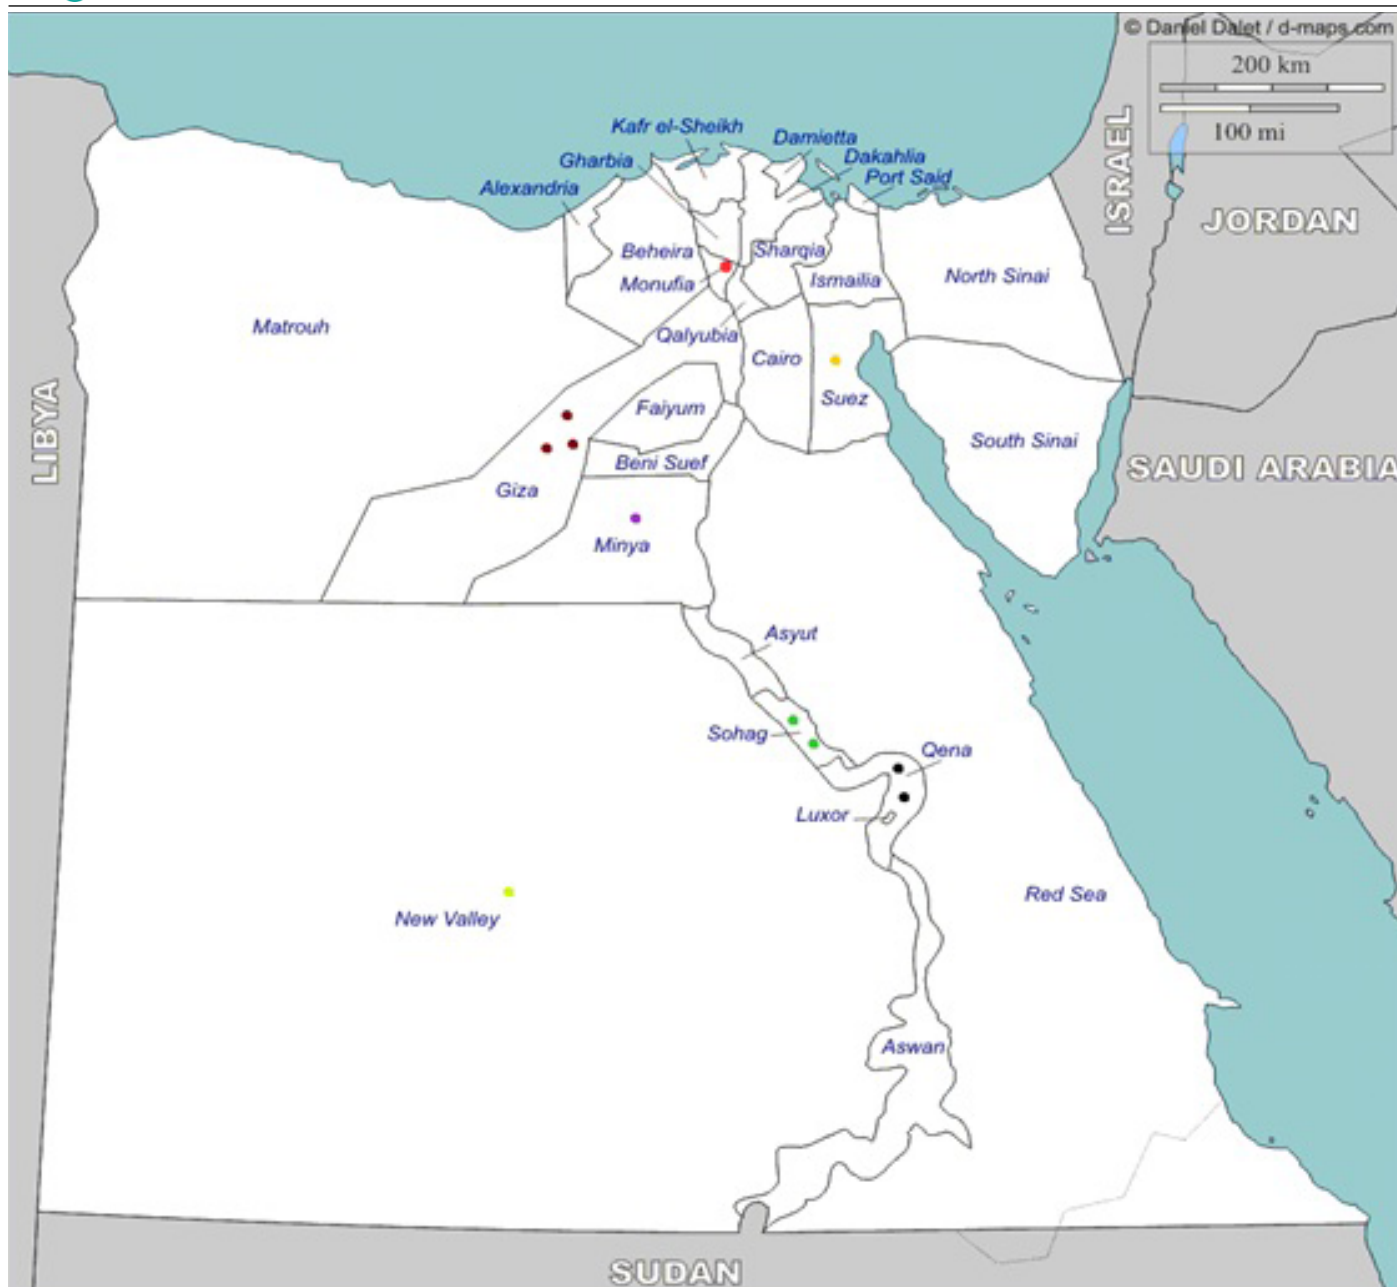 © Daniel Dalet / d-maps.com
200 km
100 mi
Kafr el-Sheikh
Damietta
Gharbia
Dakahlia
Port Said
Alexandria
ISRAEL
JORDAN
Beheira
Sharqia
Monufia
Ismailia
North Sinai
Matrouh
Qalyubia
Cairo
Suez
Faiyum
LIBYA
South Sinai
Beni Suef
SAUDI ARABIA
Giza
Minya
Asyut
Sohag
Qena
Luxor
Red Sea
New Valley
Aswan
SUDAN